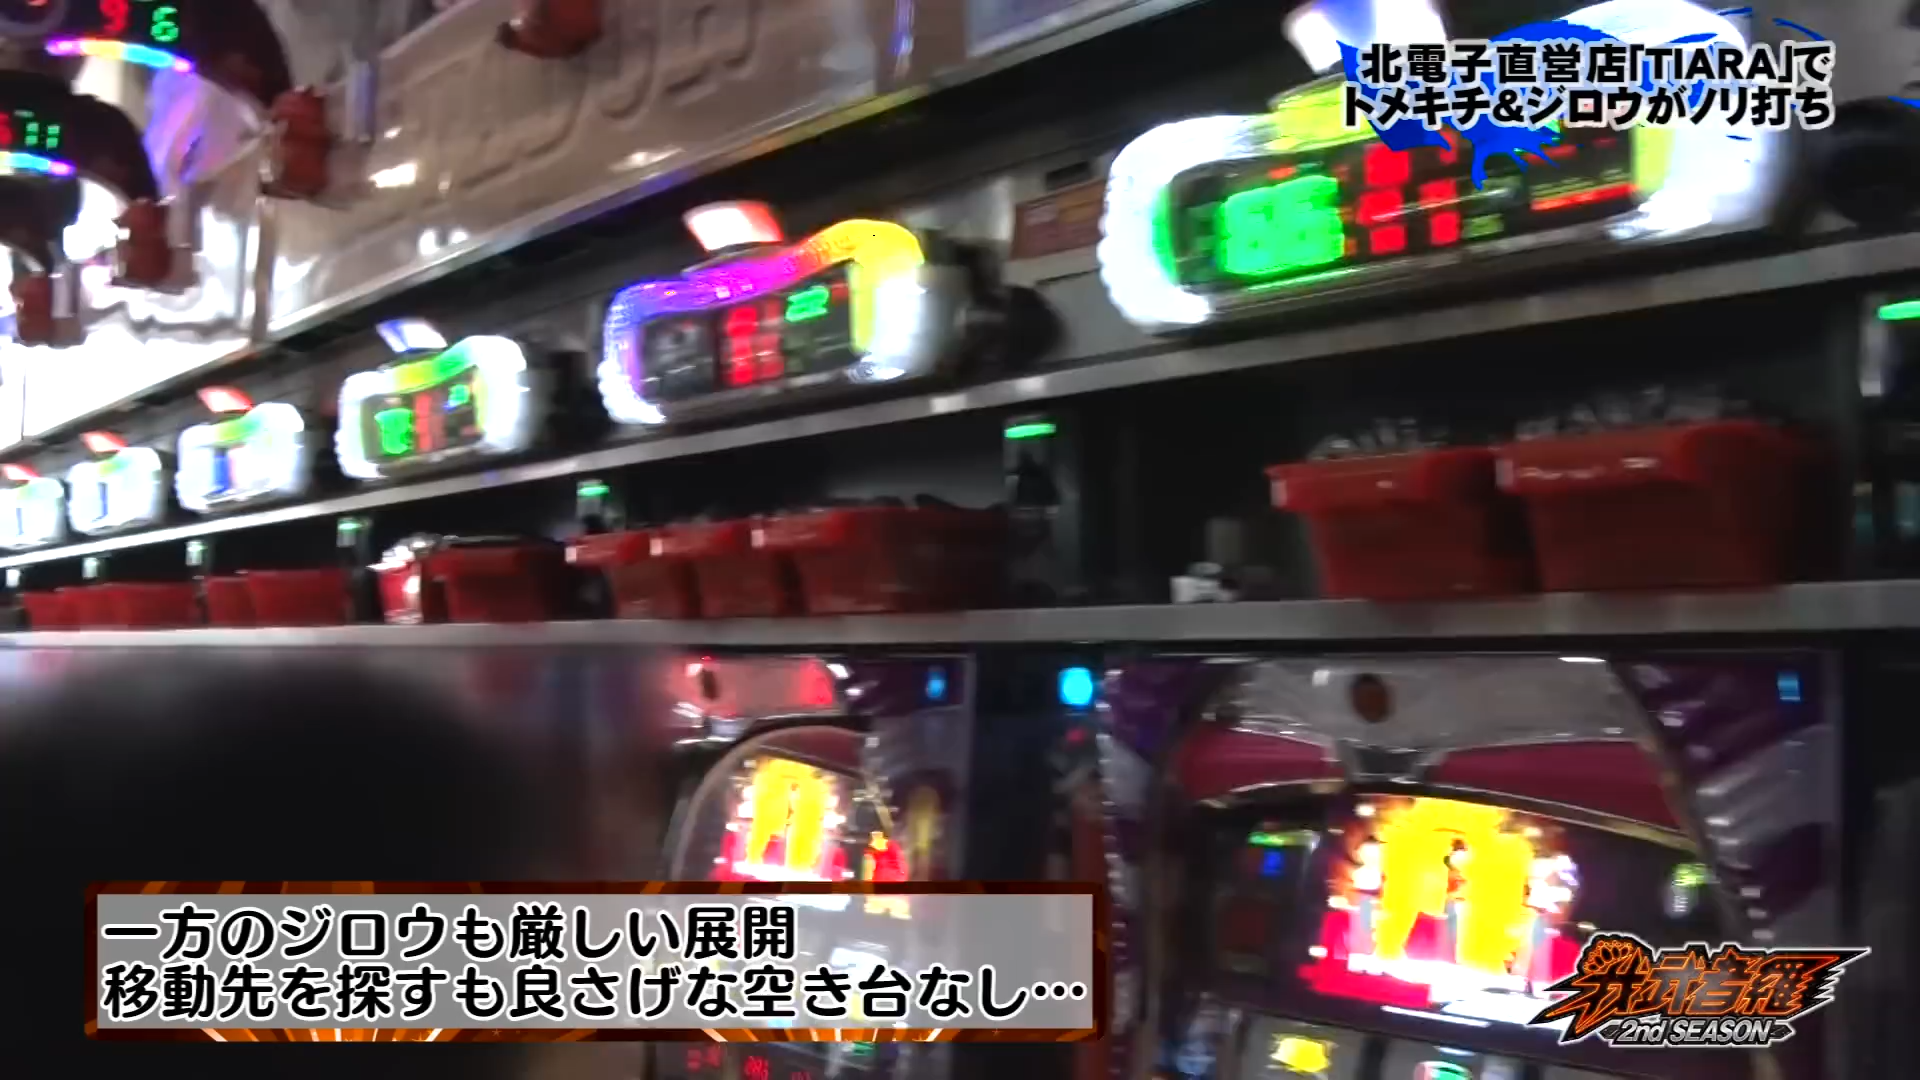 北電子直営店「TIARA」で
トメキチ&ジロウがノリ打ち
一方のジロウも厳しい展開
移動先を探すも良さげな空き台なし…
2nd SEASON